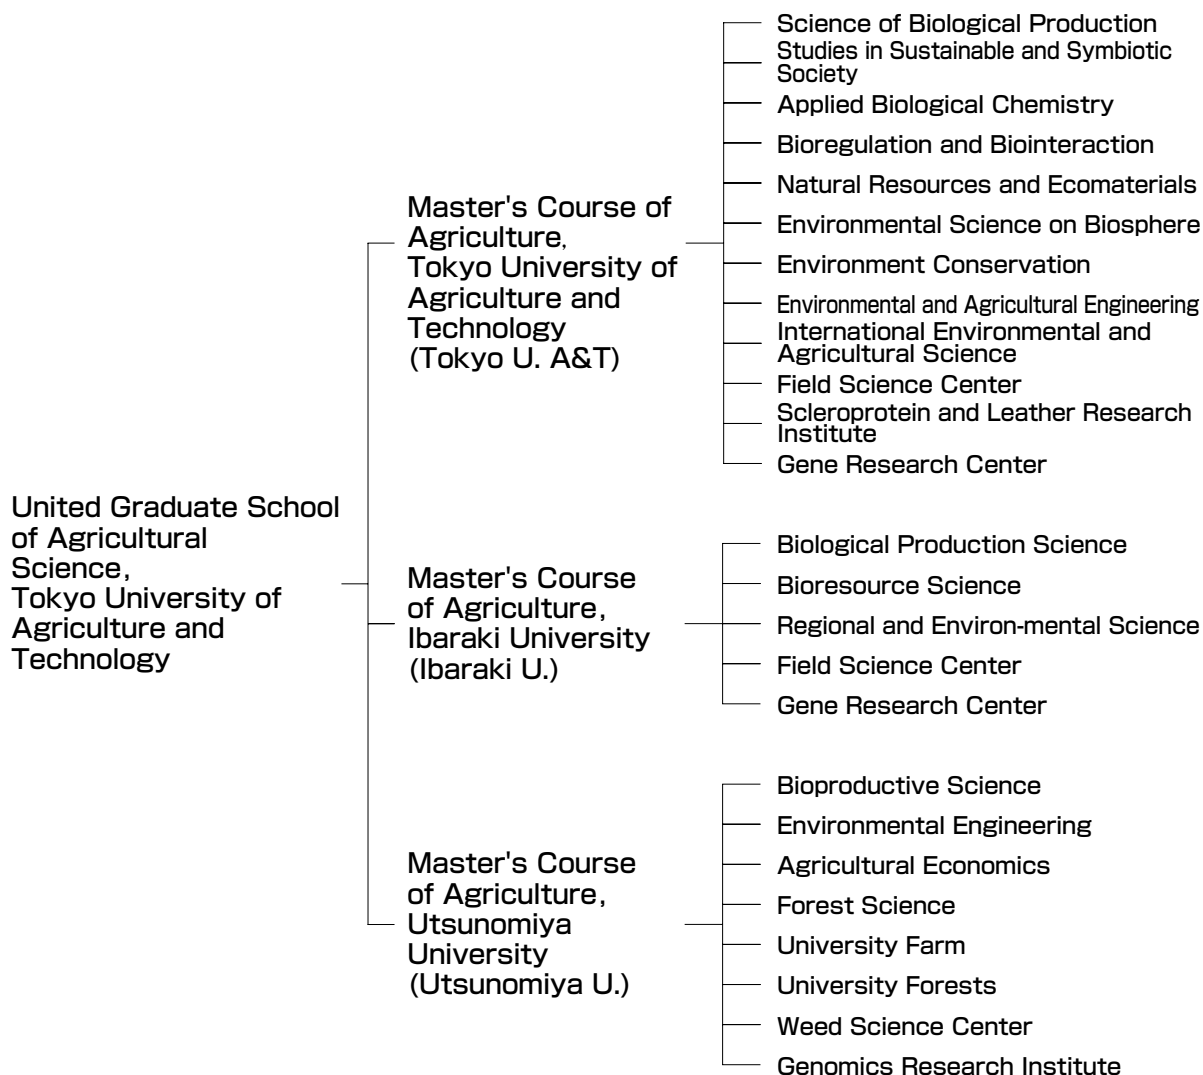 United Graduate School
of Agricultural
Science,
Tokyo University of
Agriculture and
Technology
Master's Course of
Agriculture,
Tokyo University of
Agriculture and
Technology
(Tokyo U. A&T)
Science of Biological Production
Studies in Sustainable and Symbiotic
Society
Applied Biological Chemistry
Bioregulation and Biointeraction
Natural Resources and Ecomaterials
Environmental Science on Biosphere
Environment Conservation
Environmental and Agricultural Engineering
International Environmental and
Agricultural Science
Field Science Center
Scleroprotein and Leather Research
Institute
Gene Research Center
Master's Course
of Agriculture,
Ibaraki University
(Ibaraki U.)
Biological Production Science
Bioresource Science
Regional and Environ-mental Science
Field Science Center
Gene Research Center
Master's Course
of Agriculture,
Utsunomiya
University
(Utsunomiya U.)
Bioproductive Science
Environmental Engineering
Agricultural Economics
Forest Science
University Farm
University Forests
Weed Science Center
Genomics Research Institute